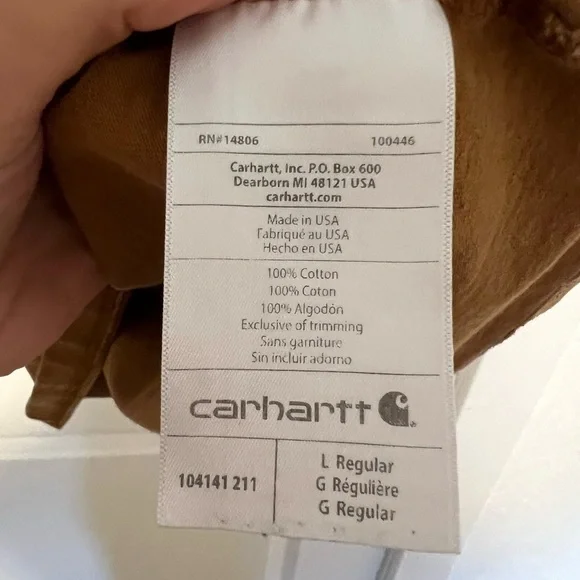 RN#14806 100446
Carhartt, Inc. P.O. Box 600
Dearborn MI 48121 USA
carhartt.com
Made in USA
Fabriqué au USA
Hecho en USA
100% Cotton
100% Coton
100% Algodón
Exclusive of trimming
Sans garniture
Sin incluir adorno
carhartt
104141 211
L Regular
G Régulière
G Regular